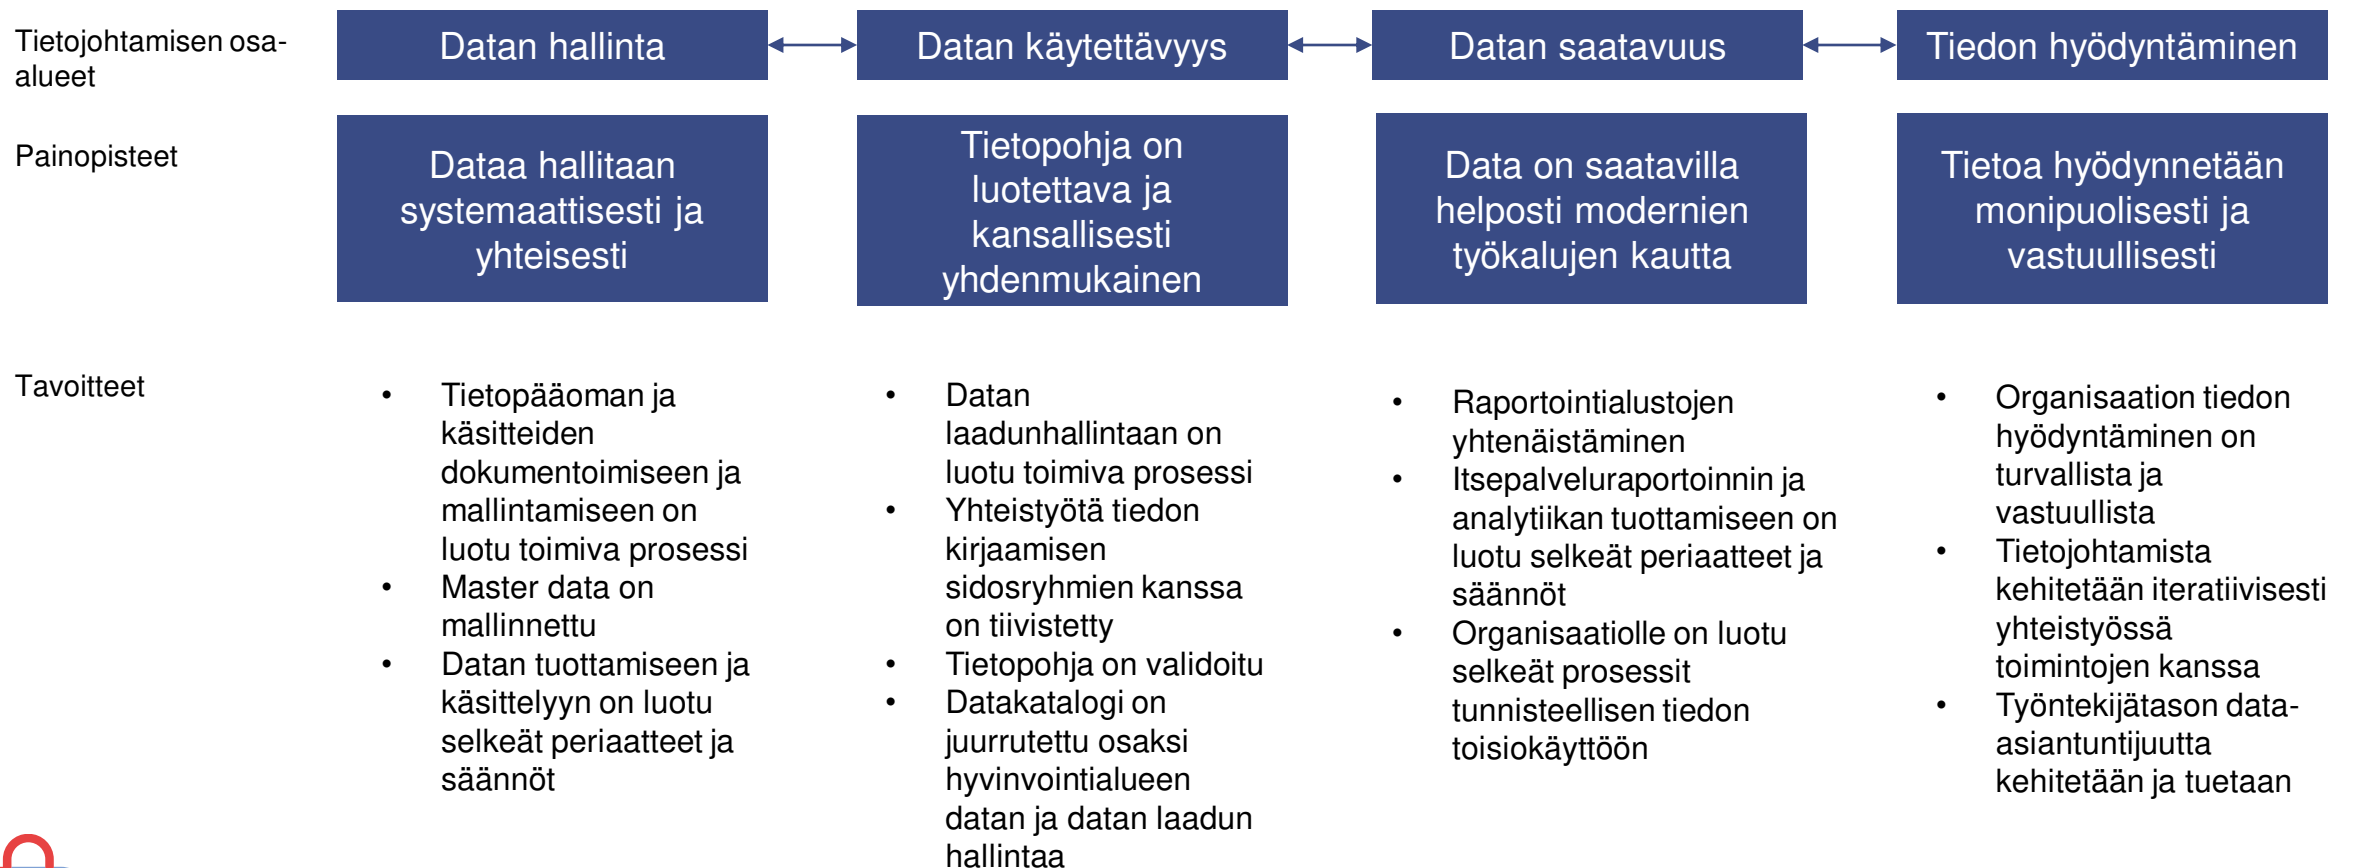 Tietojohtamisen osa-
alueet
Datan hallinta
Datan käytettävyys
Datan saatavuus
Tiedon hyödyntäminen
Painopisteet
Dataa hallitaan
systemaattisesti ja
yhteisesti
Tietopohja on
luotettava ja
kansallisesti
yhdenmukainen
Data on saatavilla
helposti modernien
työkalujen kautta
Tietoa hyödynnetään
monipuolisesti ja
vastuullisesti
Tavoitteet
• Tietopääoman ja
käsitteiden
dokumentoimiseen ja
mallintamiseen on
luotu toimiva prosessi
• Master data on
mallinnettu
• Datan tuottamiseen ja
käsittelyyn on luotu
selkeät periaatteet ja
säännöt
• Datan
laadunhallintaan on
luotu toimiva prosessi
• Yhteistyötä tiedon
kirjaamisen
sidosryhmien kanssa
on tiivistetty
• Tietopohja on validoitu
• Datakatalogi on
juurrutettu osaksi
hyvinvointialueen
datan ja datan laadun
hallintaa
• Raportointialustojen
yhtenäistäminen
• Itsepalveluraportoinnin ja
analytiikan tuottamiseen on
luotu selkeät periaatteet ja
säännöt
• Organisaatiolle on luotu
selkeät prosessit
tunnisteellisen tiedon
toisiokäyttöön
• Organisaation tiedon
hyödyntäminen on
turvallista ja
vastuullista
• Tietojohtamista
kehitetään iteratiivisesti
yhteistyössä
toimintojen kanssa
• Työntekijätason data-
asiantuntijuutta
kehitetään ja tuetaan